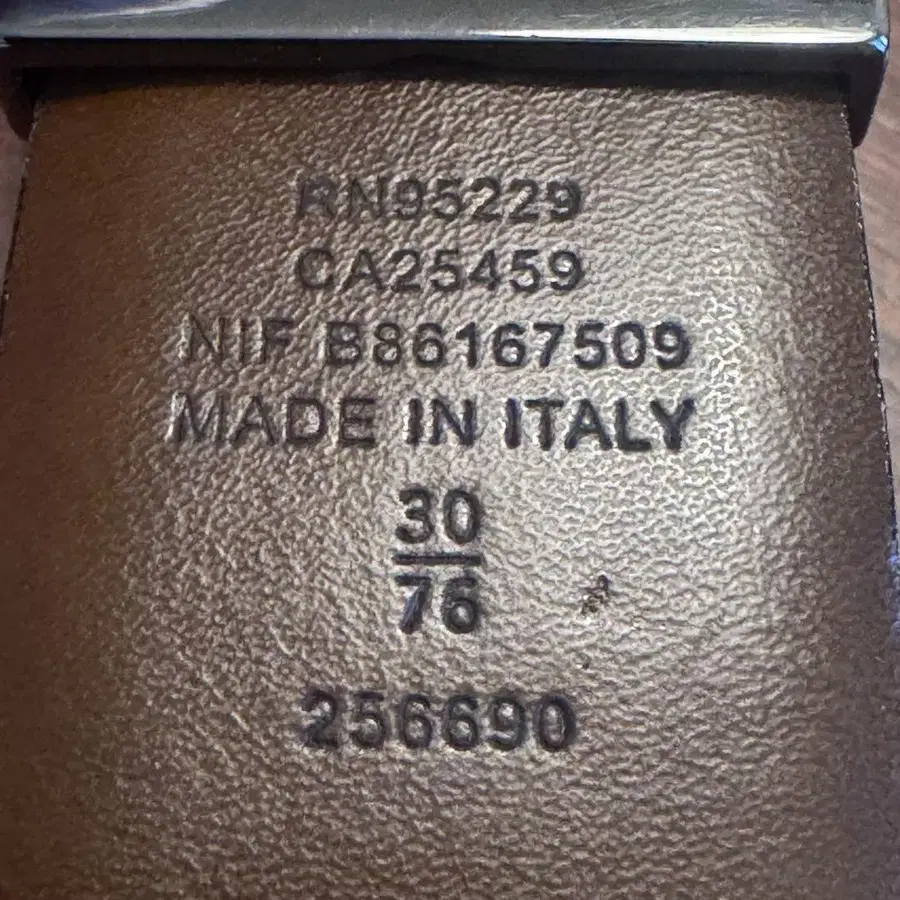 RN95229
CA25459
NIF B86167509
MADE IN ITALY
30
76
256690